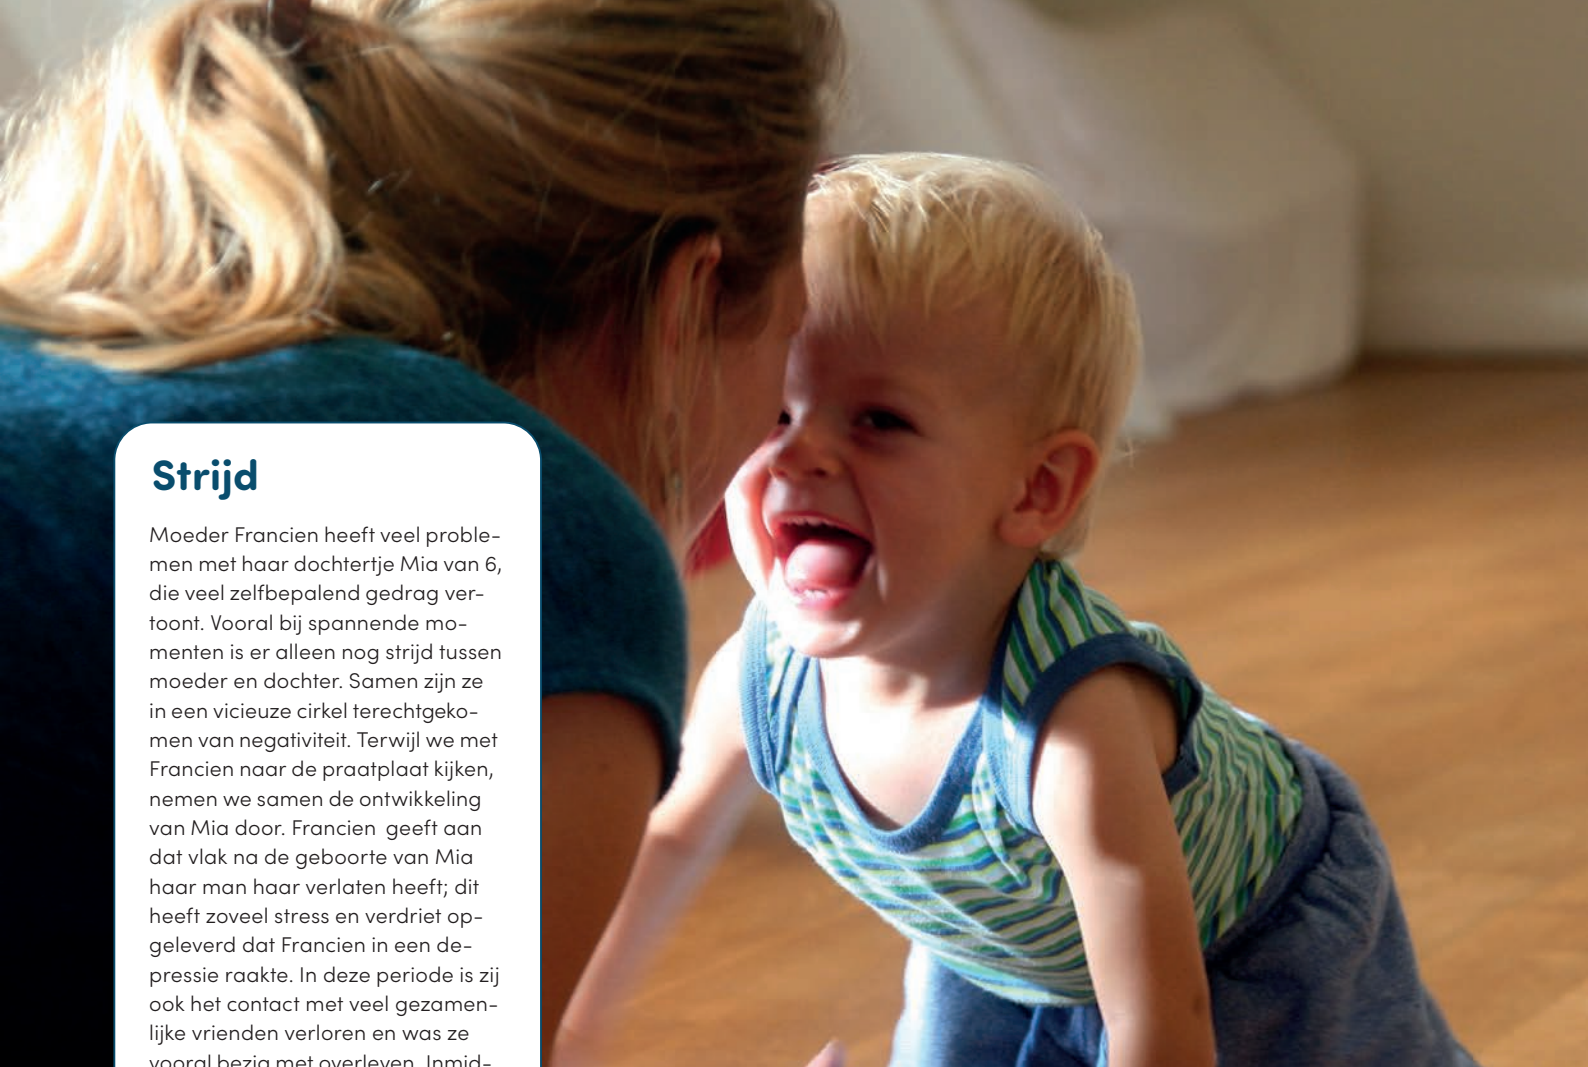 Strijd
Moeder Francien heeft veel proble-
men met haar dochtertje Mia van 6,
die veel zelfbepalend gedrag ver-
toont. Vooral bij spannende mo-
menten is er alleen nog strijd tussen
moeder en dochter. Samen zijn ze
in een vicieuze cirkel terechtgeko-
men van negativiteit. Terwijl we met
Francien naar de praatplaat kijken,
nemen we samen de ontwikkeling
van Mia door. Francien geeft aan
dat vlak na de geboorte van Mia
haar man haar verlaten heeft; dit
heeft zoveel stress en verdriet op-
geleverd dat Francien in een de-
pressie raakte. In deze periode is zij
ook het contact met veel gezamen-
lijke vrienden verloren en was ze
vooral bezig met overleven. Inmid-